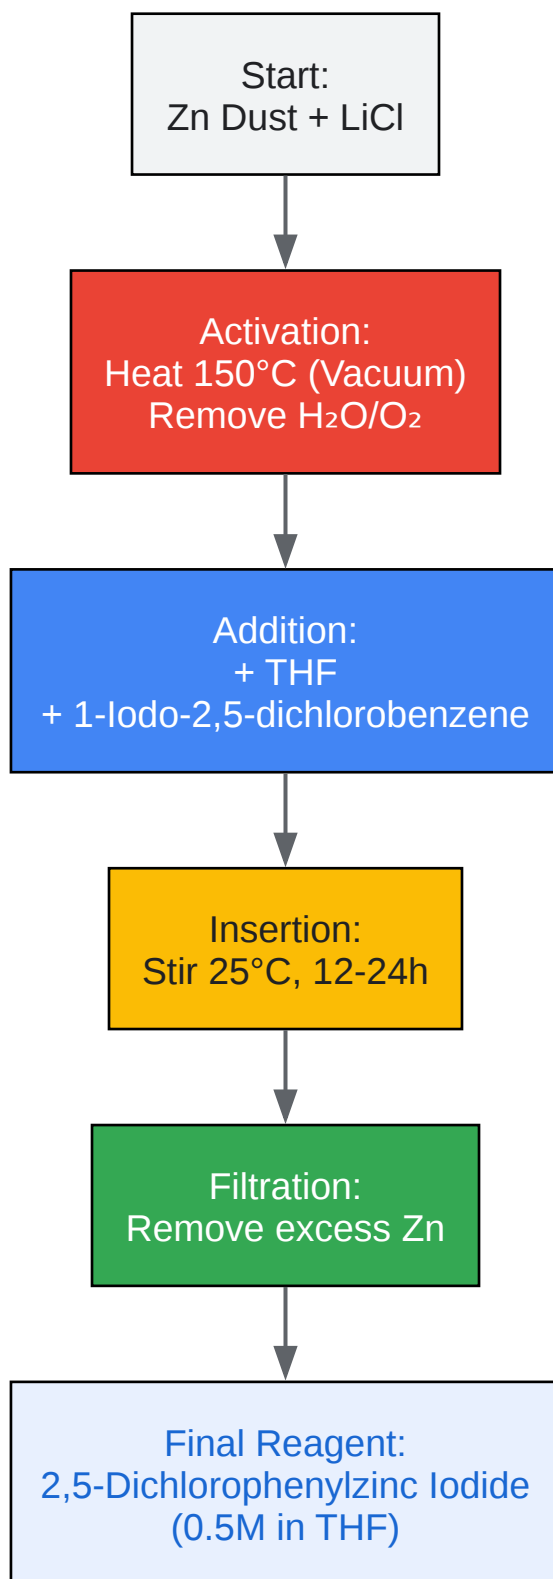 Start:
Zn Dust + LiCl
Activation:
Heat 150°C (Vacuum)
Remove H₂O/O₂
Addition:
+ THF
+ 1-Iodo-2,5-dichlorobenzene
Insertion:
Stir 25°C, 12-24h
Filtration:
Remove excess Zn
Final Reagent:
2,5-Dichlorophenylzinc Iodide
(0.5M in THF)